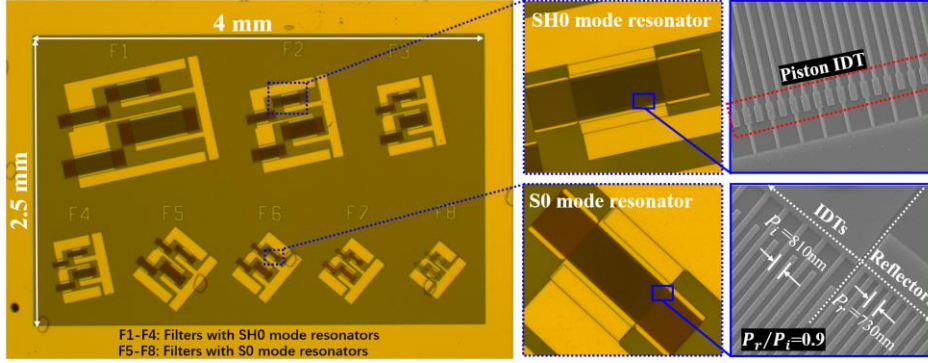 4 mm
2.5 mm
F1
F2
F3
F4
F5
F6
F7
F8
F1-F4: Filters with SH0 mode resonators
F5-F8: Filters with S0 mode resonators
SH0 mode resonator
Piston IDT
S0 mode resonator
IDTs
Reflector
Pi=810nm
Pr=730nm
Pr/Pi=0.9